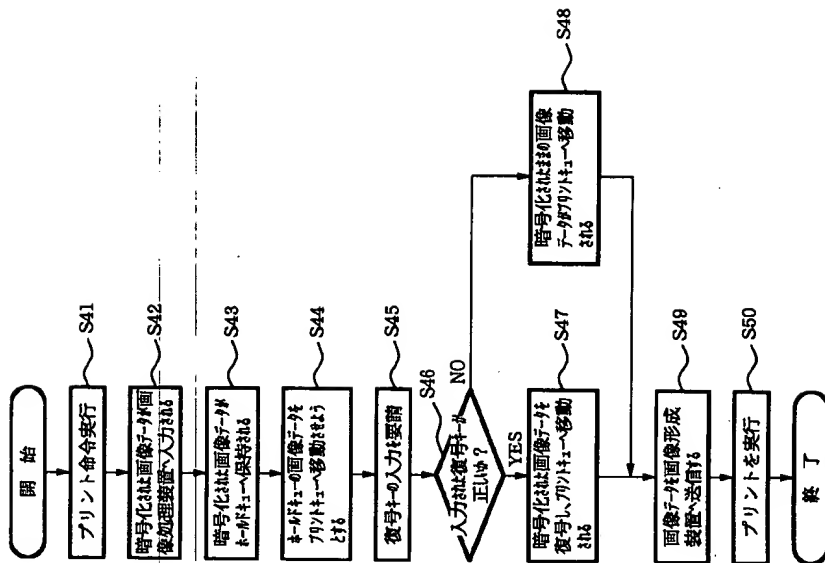 開始
プリント命令実行
S41
暗号化された画像データが画
像処理装置へ入力される
S42
暗号化された画像データが
ホールドキューへ保持される
S43
ホールドキューの画像データを
プリントキューへ移動させよう
とする
S44
復号キーの入力を要請
S45
入力された復号キーが
正しいか?
S46
NO
YES
暗号化された画像データを
復号し、プリントキューへ移動
される
S47
暗号化されたままの画像
データがプリントキューへ移動
される
S48
画像データを画像形成
装置へ送信する
S49
プリントを実行
S50
終了